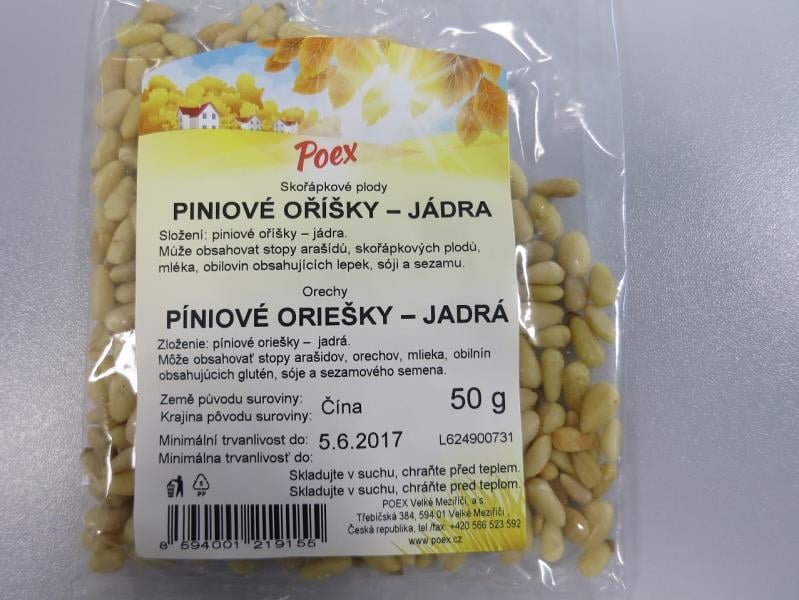 Poex
Skořápkové plody
PINIOVÉ OŘÍŠKY – JÁDRA
Složení: piniové oříšky – jádra.
Může obsahovat stopy arašídů, skořápkových plodů,
mléka, obilovin obsahujících lepek, sóji a sezamu.
Orechy
PÍNIOVÉ ORIEŠKY – JADRÁ
Zloženie: píniové oriešky – jadrá.
Môže obsahovať stopy arašidov, orechov, mlieka, obilnín
obsahujúcich glutén, sóje a sezamového semena.
Země původu suroviny:
Krajina pôvodu suroviny:
Čína
50 g
Minimální trvanlivost do:
5.6.2017
L624900731
Minimálna trvanlivosť do:
Skladujte v suchu, chraňte před teplem.
Skladujte v suchu, chráňte pred teplom.
5
PP
POEX Velké Meziříčí, a.s.
Třebíčská 384, 594 01 Velké Meziříčí
Česká republika, tel./fax: +420 566 523 592
www.poex.cz
8 594001 219155